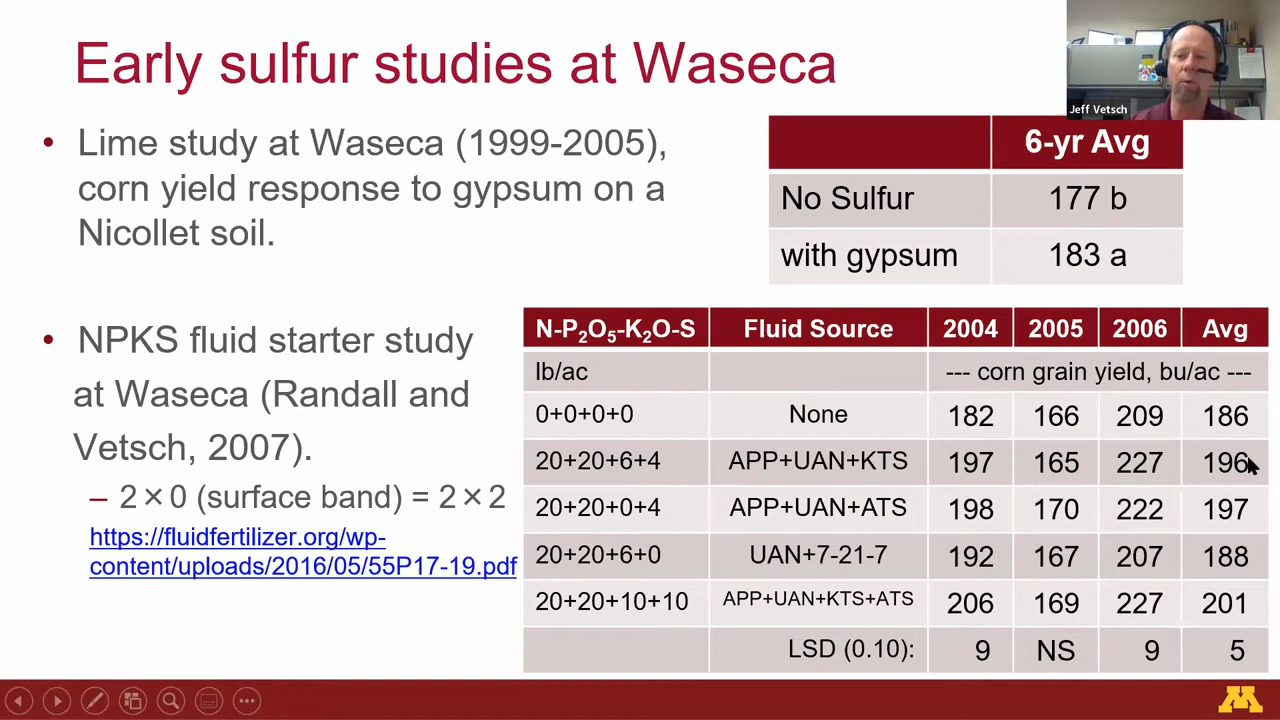 Early sulfur studies at Waseca
Jeff Vetsch
• Lime study at Waseca (1999-2005),
corn yield response to gypsum on a
Nicollet soil.
6-yr Avg
No Sulfur 177 b
with gypsum 183 a
• NPKS fluid starter study
at Waseca (Randall and
Vetsch, 2007).
– 2×0 (surface band) = 2×2
https://fluidfertilizer.org/wp-
content/uploads/2016/05/55P17-19.pdf
N-P₂O₅-K₂O-S Fluid Source 2004 2005 2006 Avg
lb/ac --- corn grain yield, bu/ac ---
0+0+0+0 None 182 166 209 186
20+20+6+4 APP+UAN+KTS 197 165 227 196
20+20+0+4 APP+UAN+ATS 198 170 222 197
20+20+6+0 UAN+7-21-7 192 167 207 188
20+20+10+10 APP+UAN+KTS+ATS 206 169 227 201
LSD (0.10): 9 NS 9 5
M